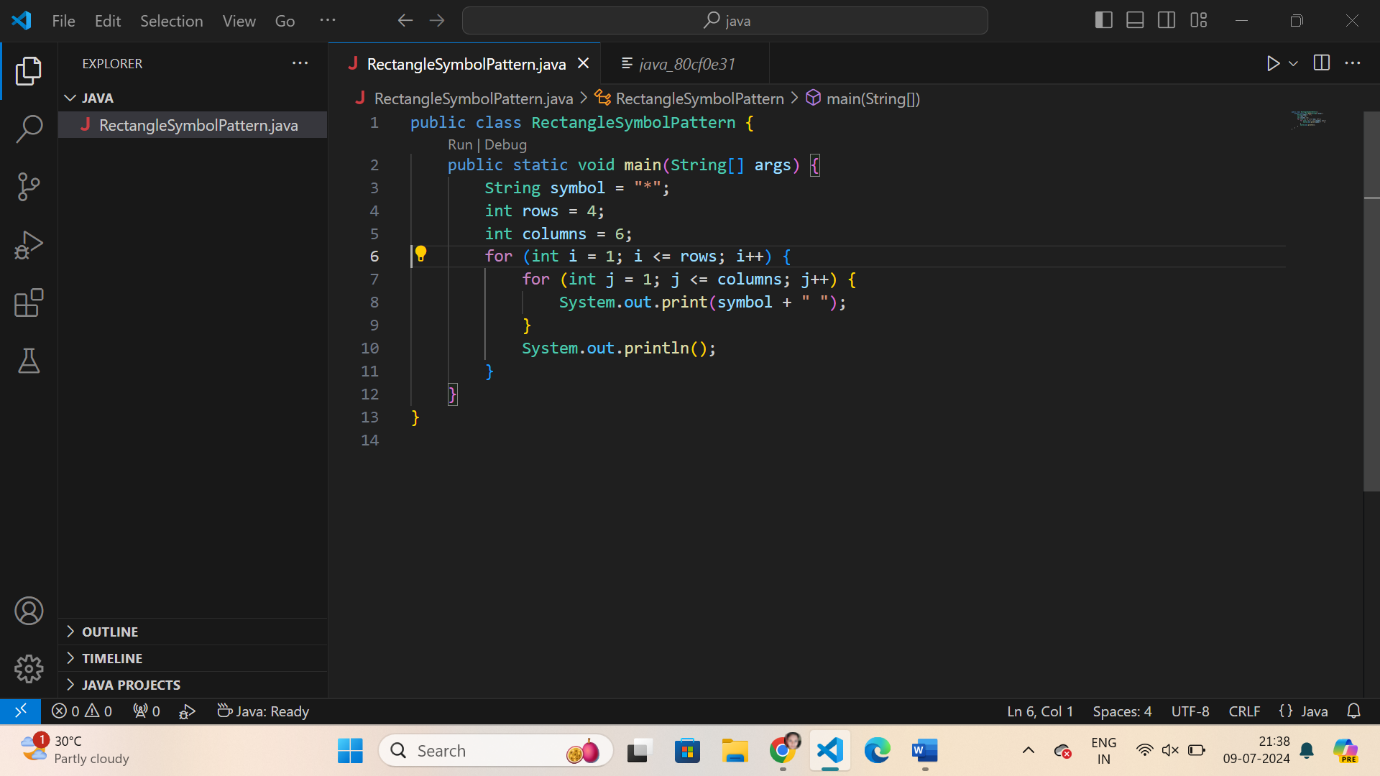 File Edit Selection View Go ··· java
EXPLORER ···
JAVA
RectangleSymbolPattern.java
OUTLINE
TIMELINE
JAVA PROJECTS
J RectangleSymbolPattern.java java_80cf0e31
J RectangleSymbolPattern.java > RectangleSymbolPattern > main(String[])
1 public class RectangleSymbolPattern {
Run | Debug
2 public static void main(String[] args) {
3 String symbol = "*";
4 int rows = 4;
5 int columns = 6;
6 for (int i = 1; i <= rows; i++) {
7 for (int j = 1; j <= columns; j++) {
8 System.out.print(symbol + " ");
9 }
10 System.out.println();
11 }
12 }
13 }
14
0 0 0 Java: Ready Ln 6, Col 1 Spaces: 4 UTF-8 CRLF {} Java
1 30°C
Partly cloudy
Search
W
ENG
IN
21:38
09-07-2024
PRE